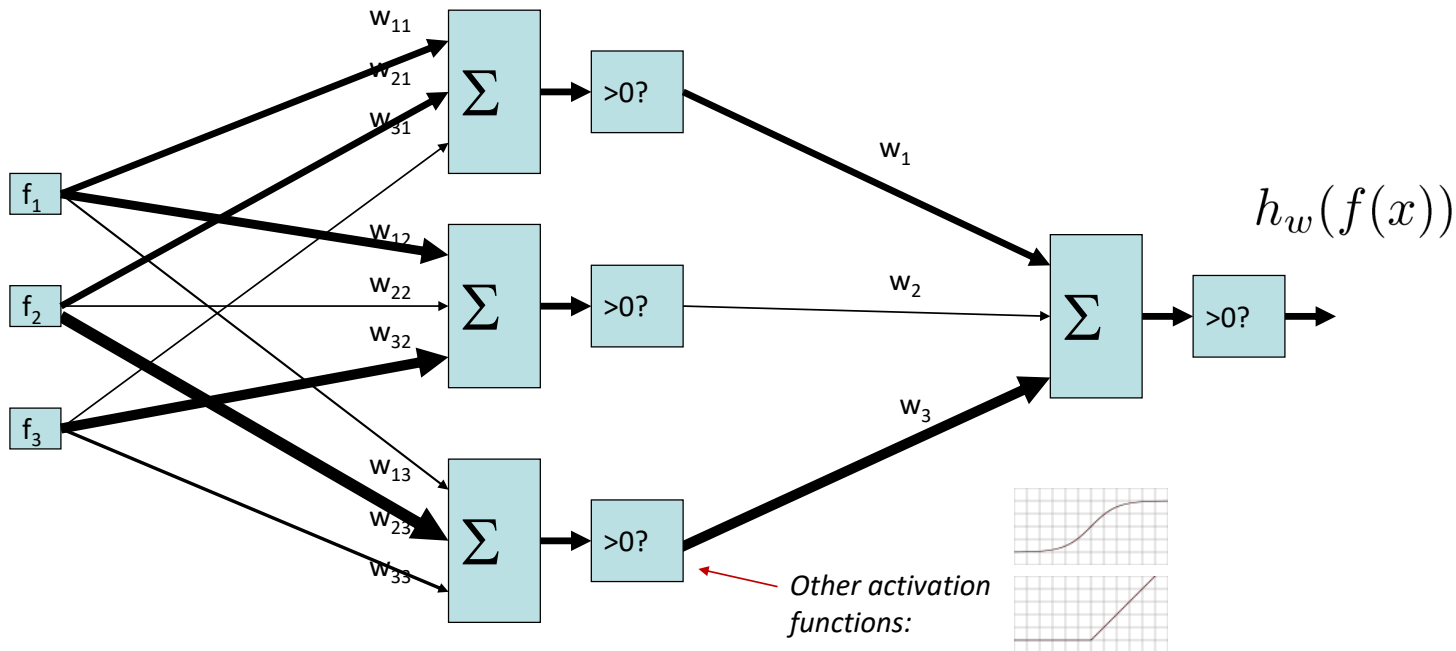 w₁₁
w₂₁
w₃₁
Σ
>0?
w₁
f₁
w₁₂
h_w(f(x))
f₂
w₂₂
Σ
>0?
w₂
Σ
>0?
w₃₂
f₃
w₃
w₁₃
w₂₃
Σ
>0?
w₃₃
Other activation
functions: